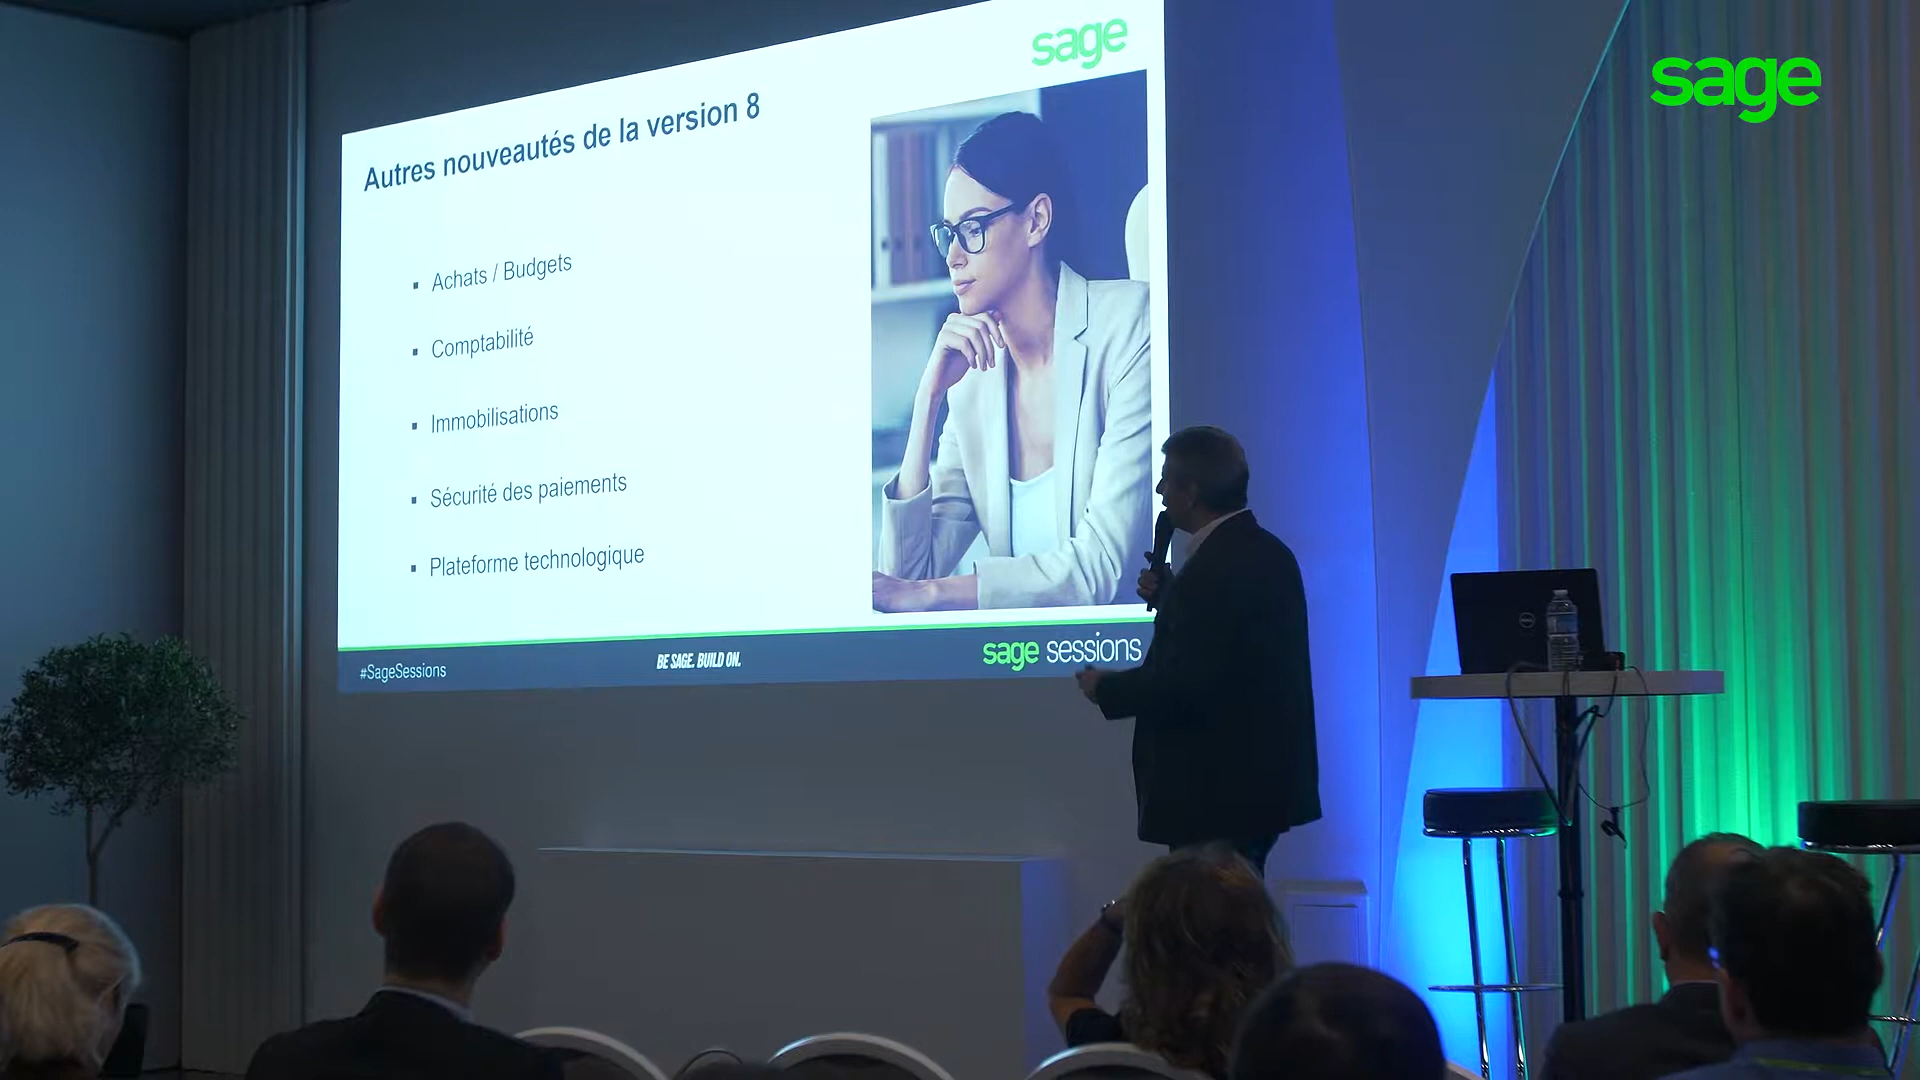 sage
sage
Autres nouveautés de la version 8
▪ Achats / Budgets
▪ Comptabilité
▪ Immobilisations
▪ Sécurité des paiements
▪ Plateforme technologique
#SageSessions
BE SAGE. BUILD ON.
sage sessions
DELL